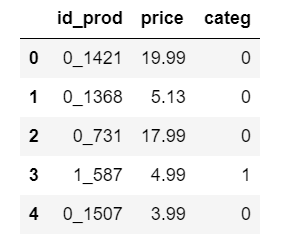 id_prod price categ
0 0_1421 19.99 0
1 0_1368 5.13 0
2 0_731 17.99 0
3 1_587 4.99 1
4 0_1507 3.99 0